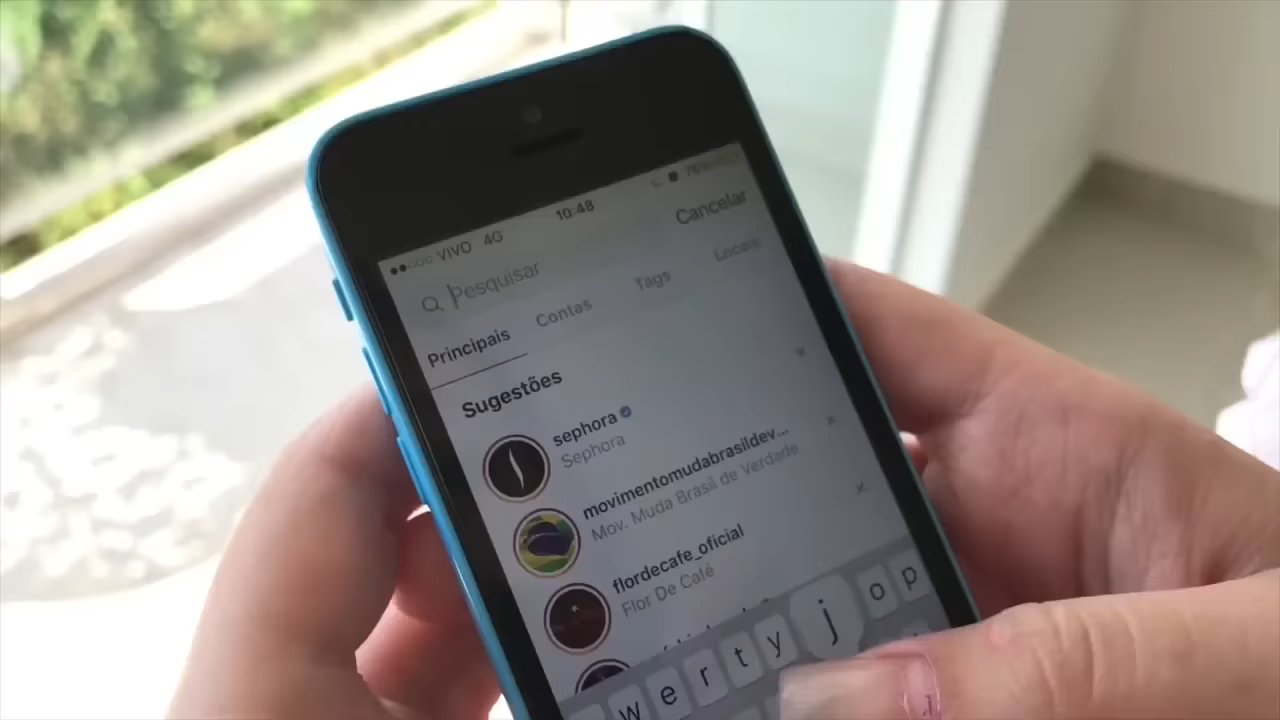 VIVO 4G 10:48 76%
Pesquisar Cancelar
Principais Contas Tags Locais
Sugestões
sephora
Sephora
movimentomudabrasildev...
Mov. Muda Brasil de Verdade
flordecafe_oficial
Flor De Café
w e r t y j o p